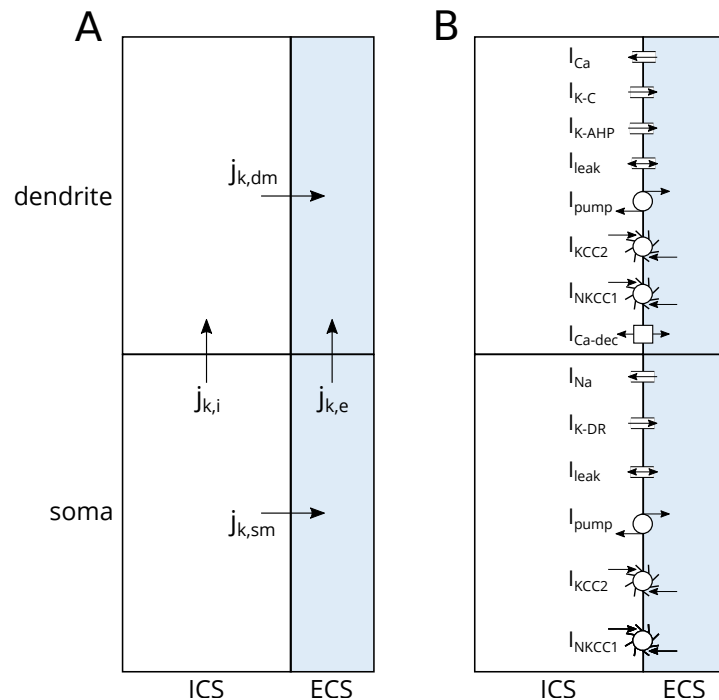 A
dendrite
j_k,dm
j_k,i
j_k,e
soma
j_k,sm
ICS
ECS
B
I_Ca
I_K-C
I_K-AHP
I_leak
I_pump
I_KCC2
I_NKCC1
I_Ca-dec
I_Na
I_K-DR
I_leak
I_pump
I_KCC2
I_NKCC1
ICS
ECS